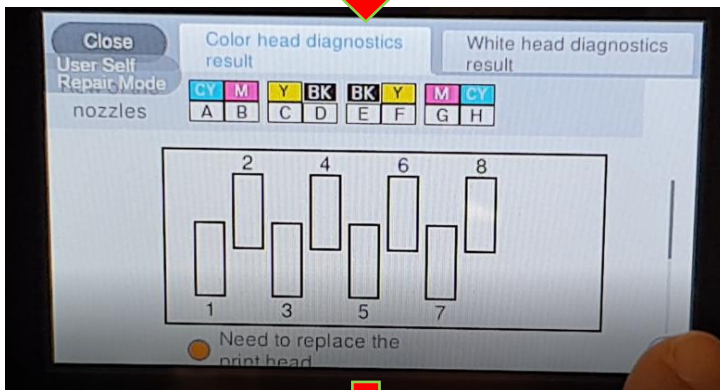 Close
Color head diagnostics
result
White head diagnostics
result
User Self
Repair Mode
nozzles
CY M Y BK BK Y M CY
A B C D E F G H
2 4 6 8
1 3 5 7
Need to replace the
print head